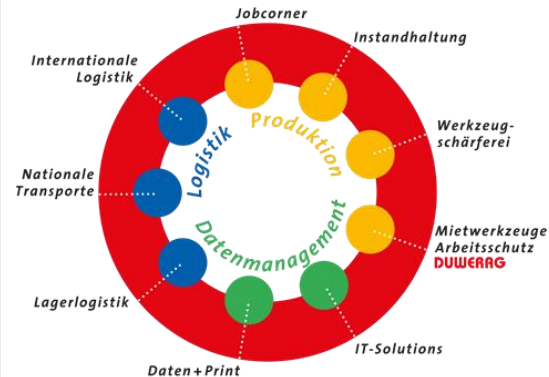 Jobcorner
Instandhaltung
Internationale
Logistik
Werkzeug-
schärferei
Produktion
Logistik
Nationale
Transporte
Datenmanagement
Mietwerkzeuge
Arbeitsschutz
DUWERAG
Lagerlogistik
IT-Solutions
Daten+Print